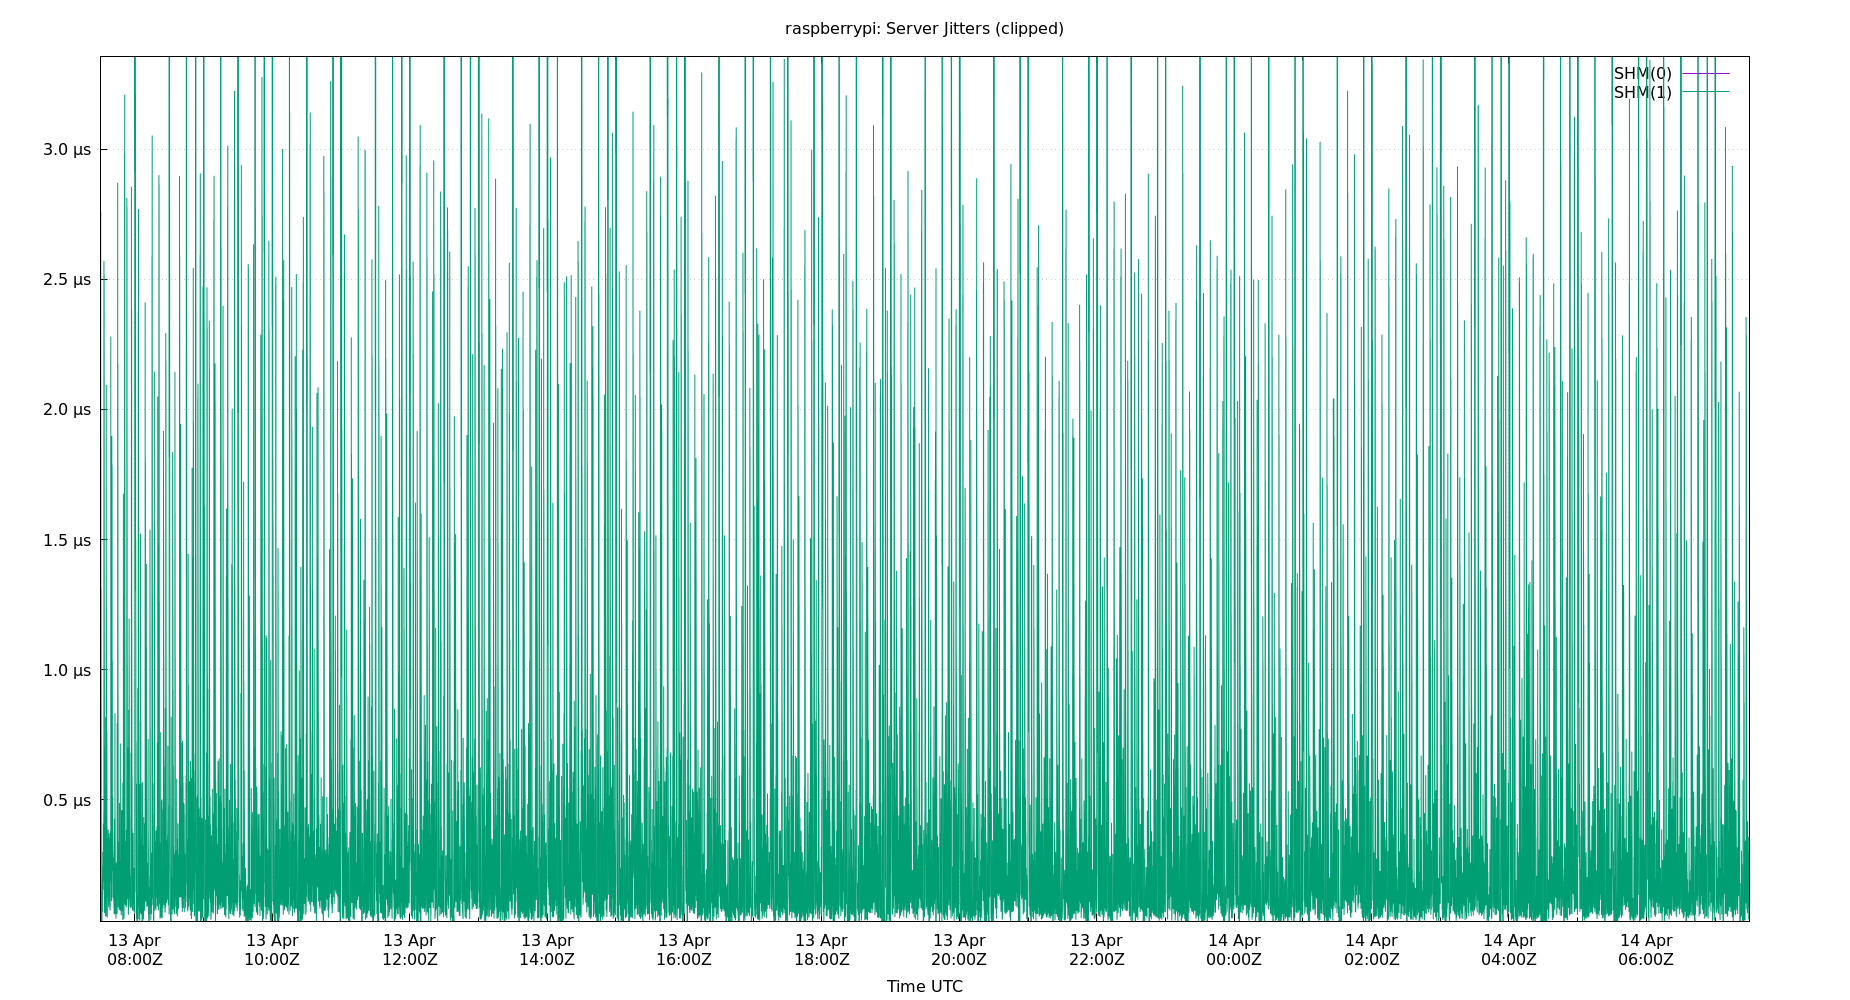 raspberrypi: Server Jitters (clipped)
SHM(0)
SHM(1)
3.0 µs
2.5 µs
2.0 µs
1.5 µs
1.0 µs
0.5 µs
13 Apr 13 Apr 13 Apr 13 Apr 13 Apr 13 Apr 13 Apr 13 Apr 14 Apr 14 Apr 14 Apr 14 Apr
08:00Z 10:00Z 12:00Z 14:00Z 16:00Z 18:00Z 20:00Z 22:00Z 00:00Z 02:00Z 04:00Z 06:00Z
Time UTC